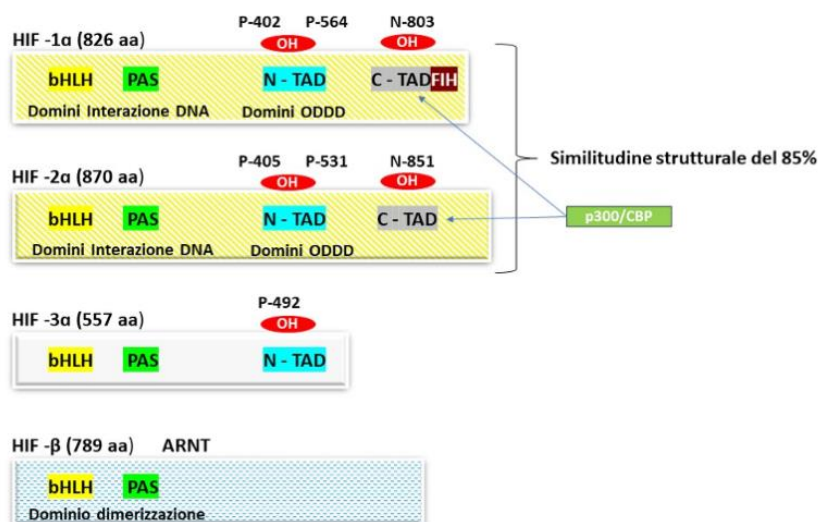 P-402 P-564 N-803
HIF -1α (826 aa)
OH OH
bHLH PAS N - TAD C - TAD FIH
Domini Interazione DNA Domini ODDD
Similitudine strutturale del 85%
P-405 P-531 N-851
HIF -2α (870 aa)
OH OH
bHLH PAS N - TAD C - TAD
p300/CBP
Domini Interazione DNA Domini ODDD
P-492
HIF -3α (557 aa)
OH
bHLH PAS N - TAD
HIF -β (789 aa) ARNT
bHLH PAS
Dominio dimerizzazione